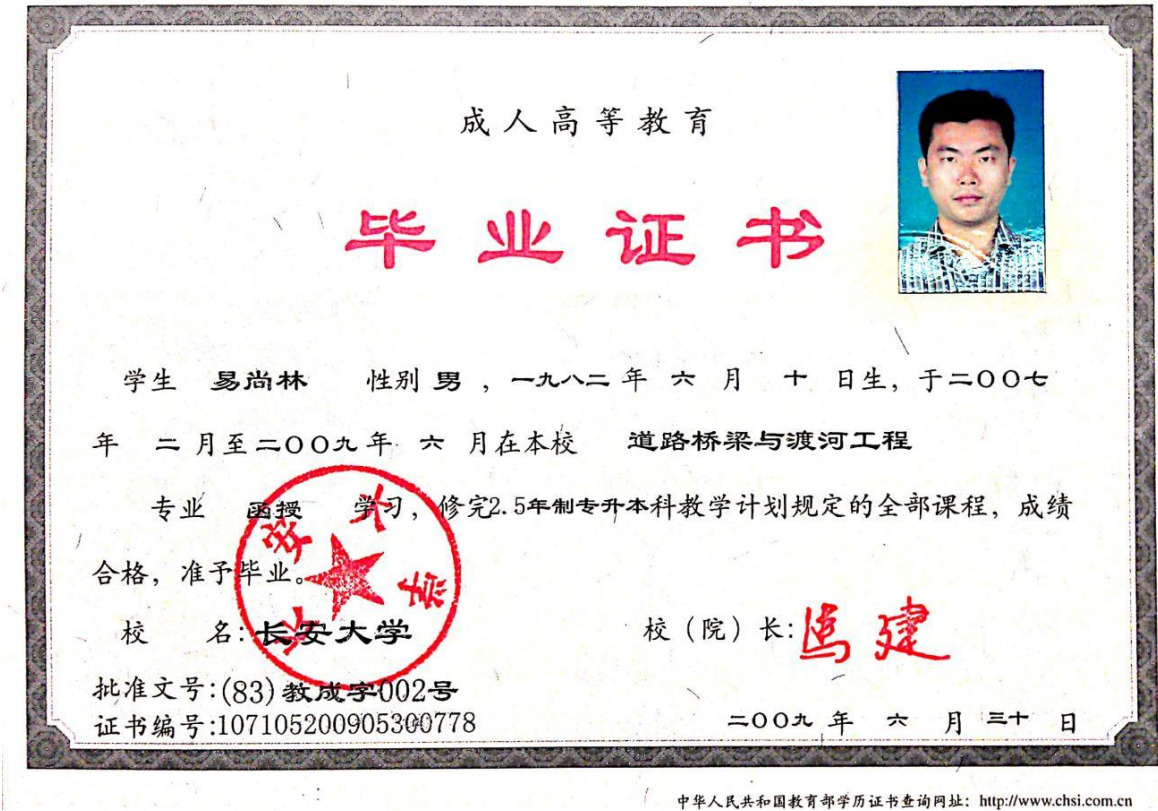 成人高等教育
毕业证书
学生 易尚林 性别 男 ，一九八二 年 六 月 十 日生，于二〇〇七
年 二 月至二〇〇九 年 六 月在本校 道路桥梁与渡河工程
专业 函授 学习，修完2.5年制专升本科教学计划规定的全部课程，成绩
合格，准予毕业。
长安大学
校 名：长安大学 校（院）长：马建
批准文号：(83)教成字002号
证书编号：107105200905300778 二〇〇九 年 六 月 三十 日
中华人民共和国教育部学历证书查询网址：http://www.chsi.com.cn